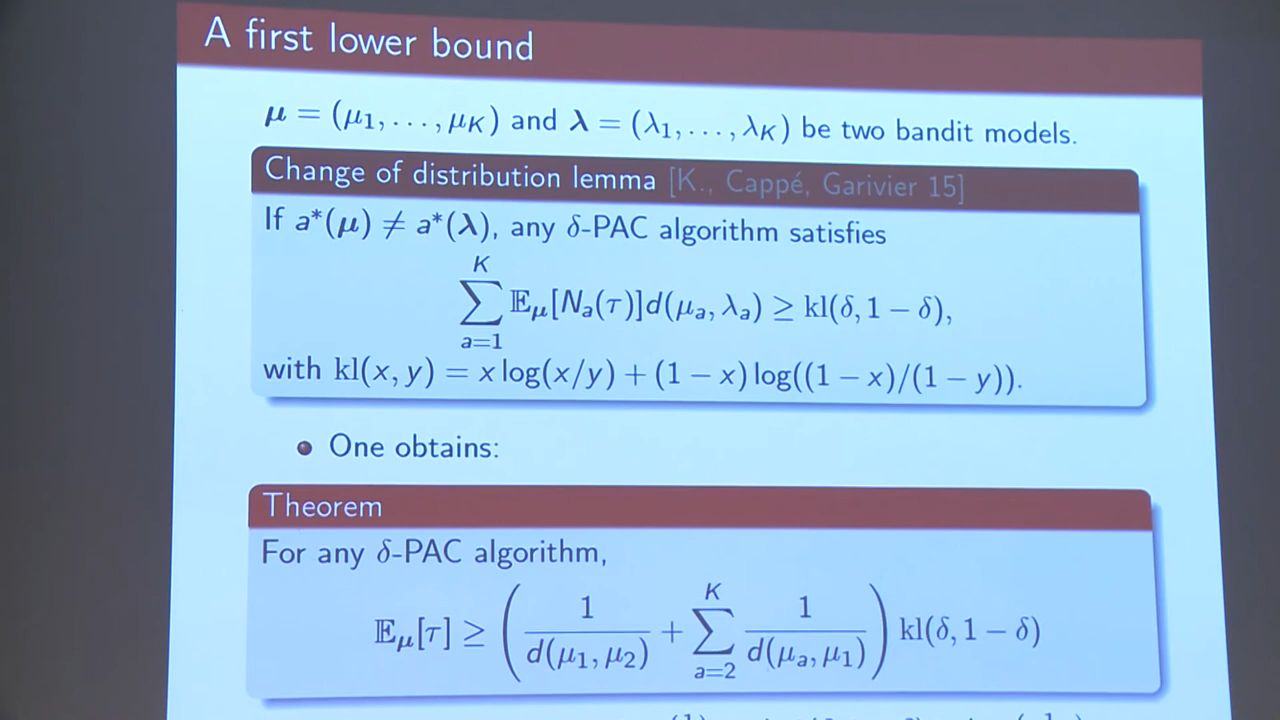 A first lower bound
μ = (μ₁, . . . , μ_K) and λ = (λ₁, . . . , λ_K) be two bandit models.
Change of distribution lemma [K., Cappé, Garivier 15]
If a*(μ) ≠ a*(λ), any δ-PAC algorithm satisfies
∑_{a=1}^{K} 𝔼_μ[N_a(τ)]d(μ_a, λ_a) ≥ kl(δ, 1 − δ),
with kl(x, y) = x log(x/y) + (1 − x) log((1 − x)/(1 − y)).
One obtains:
Theorem
For any δ-PAC algorithm,
𝔼_μ[τ] ≥ ( 1/d(μ₁, μ₂) + ∑_{a=2}^{K} 1/d(μ_a, μ₁) ) kl(δ, 1 − δ)